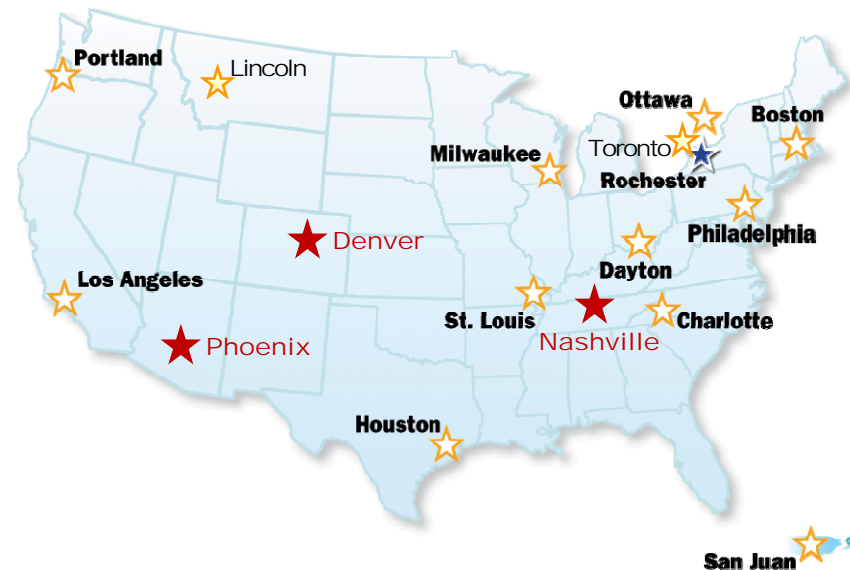 Portland
Lincoln
Ottawa
Boston
Toronto
Milwaukee
Rochester
Philadelphia
Denver
Dayton
Los Angeles
St. Louis
Charlotte
Nashville
Phoenix
Houston
San Juan